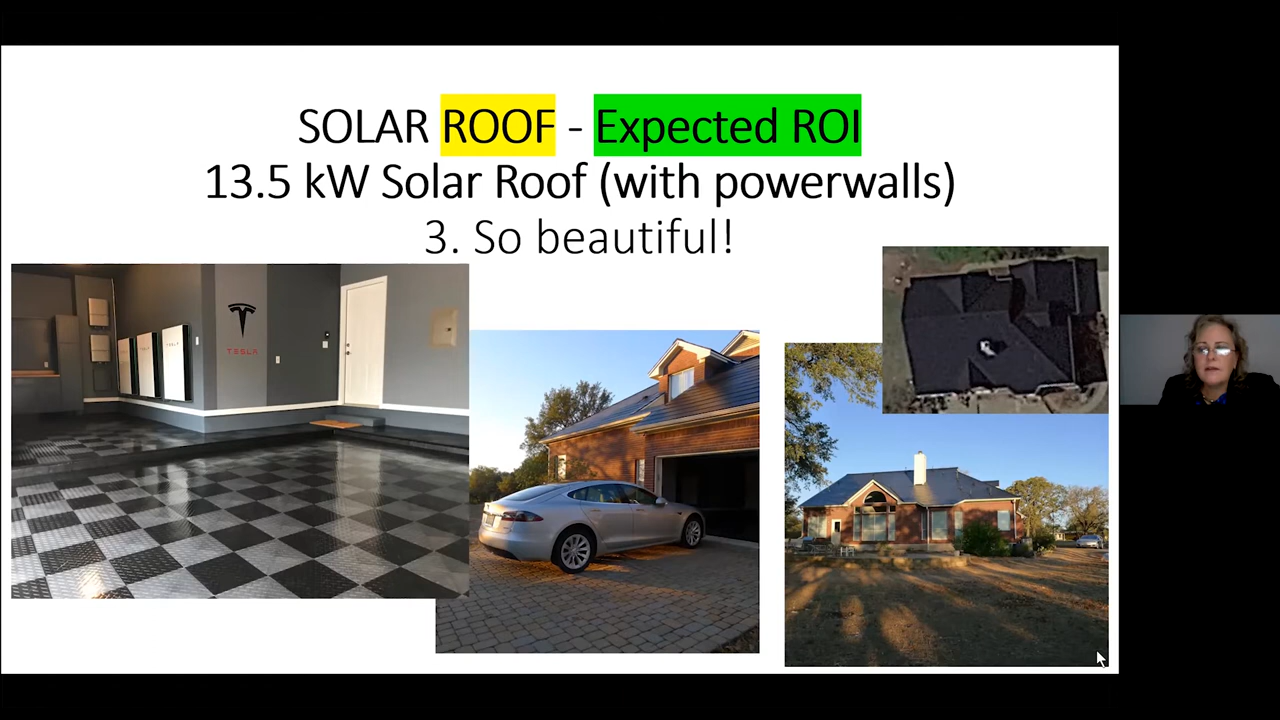 SOLAR ROOF - Expected ROI
13.5 kW Solar Roof (with powerwalls)
3. So beautiful!
TESLA